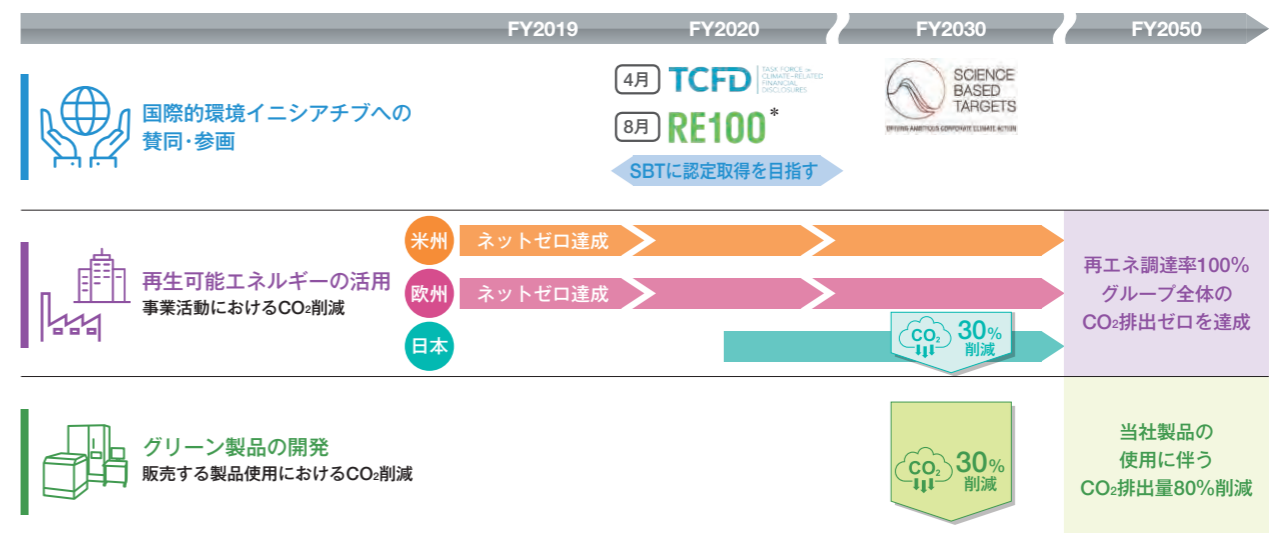 FY2019 FY2020 FY2030 FY2050
国際的環境イニシアチブへの
賛同・参画
4月 TCFD TASK FORCE on
CLIMATE-RELATED
FINANCIAL
DISCLOSURES
8月 RE100*
SBTに認定取得を目指す
SCIENCE
BASED
TARGETS
DRIVING AMBITIOUS CORPORATE CLIMATE ACTION
再生可能エネルギーの活用
事業活動におけるCO₂削減
米州 ネットゼロ達成
欧州 ネットゼロ達成
日本
CO₂ 30%
削減
再エネ調達率100%
グループ全体の
CO₂排出ゼロを達成
グリーン製品の開発
販売する製品使用におけるCO₂削減
CO₂ 30%
削減
当社製品の
使用に伴う
CO₂排出量80%削減